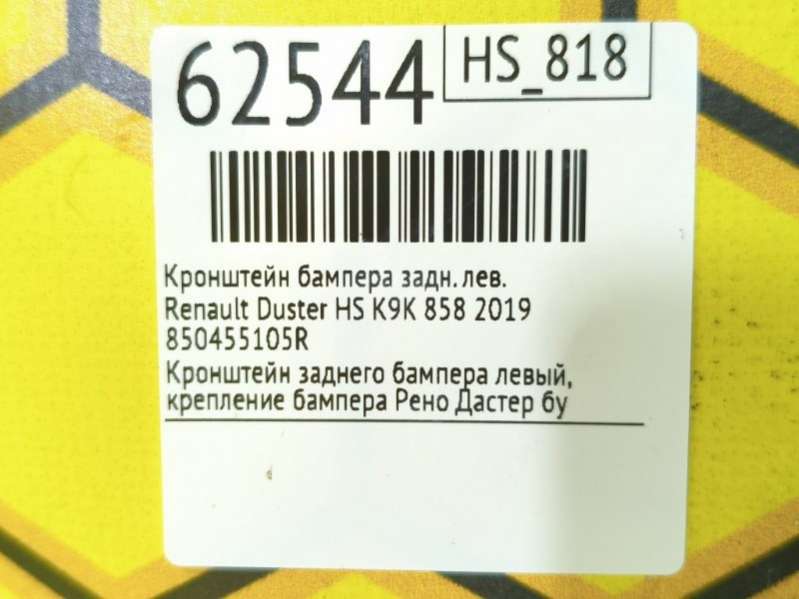 62544
HS_818
Кронштейн бампера задн. лев.
Renault Duster HS K9K 858 2019
850455105R
Кронштейн заднего бампера левый,
крепление бампера Рено Дастер бу